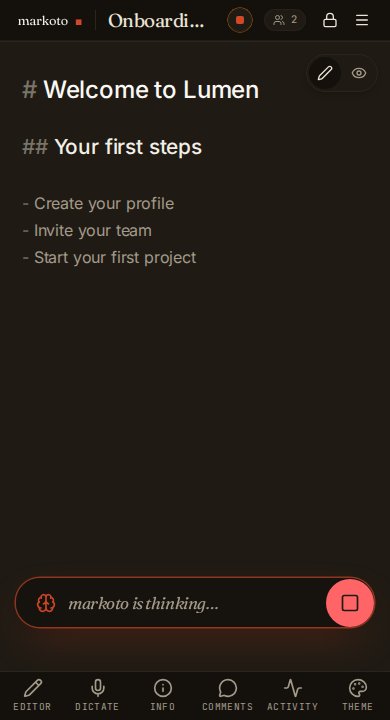 markoto
Onboardi...
2
# Welcome to Lumen
## Your first steps
- Create your profile
- Invite your team
- Start your first project
markoto is thinking...
EDITOR DICTATE INFO COMMENTS ACTIVITY THEME